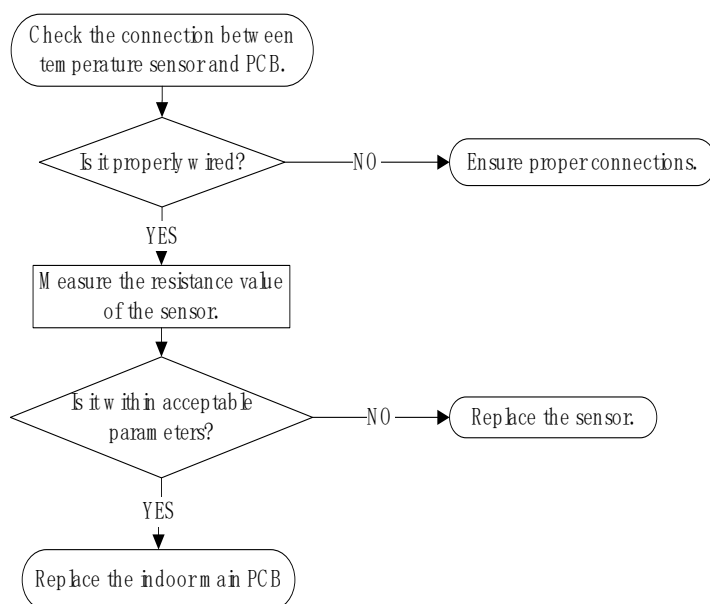 Check the connection between
temperature sensor and PCB.
Is it properly wired?
NO
Ensure proper connections.
YES
Measure the resistance value
of the sensor.
Is it within acceptable
parameters?
NO
Replace the sensor.
YES
Replace the indoor main PCB